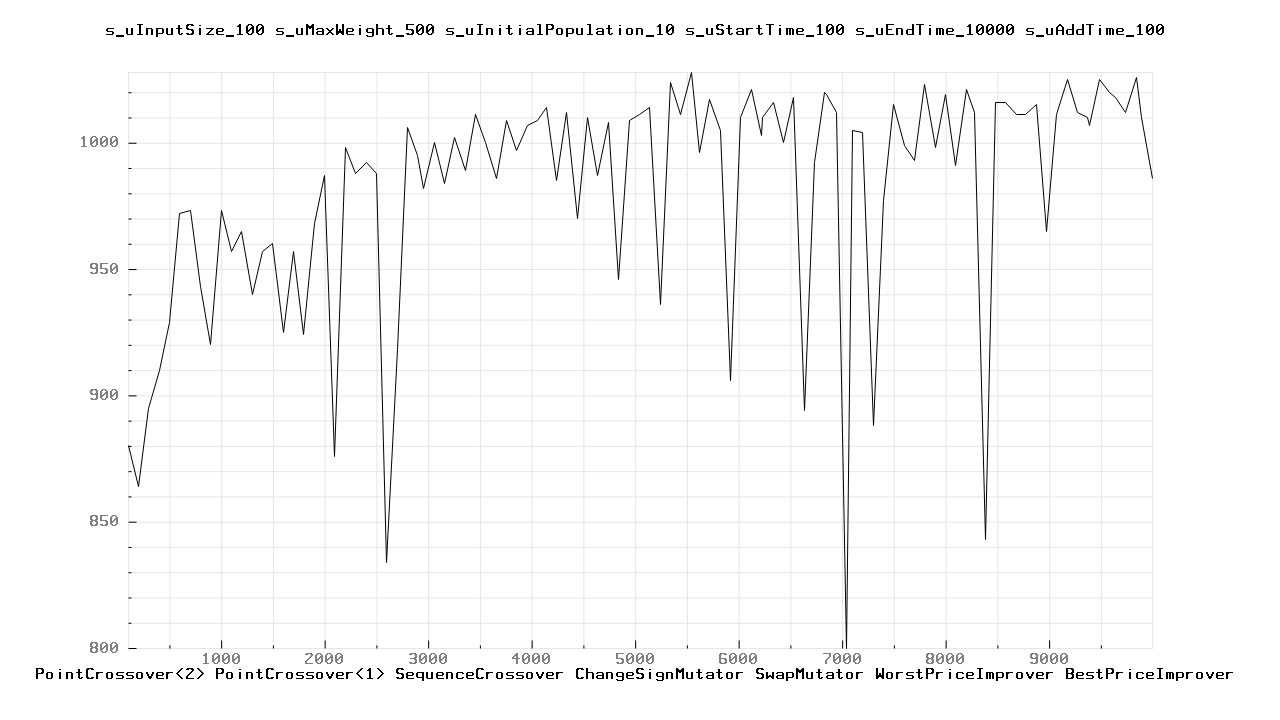 s_uInputSize_100 s_uMaxWeight_500 s_uInitialPopulation_10 s_uStartTime_100 s_uEndTime_10000 s_uAddTime_100
1000
950
900
850
800
1000 2000 3000 4000 5000 6000 7000 8000 9000
PointCrossover<2> PointCrossover<1> SequenceCrossover ChangeSignMutator SwapMutator WorstPriceImprover BestPriceImprover